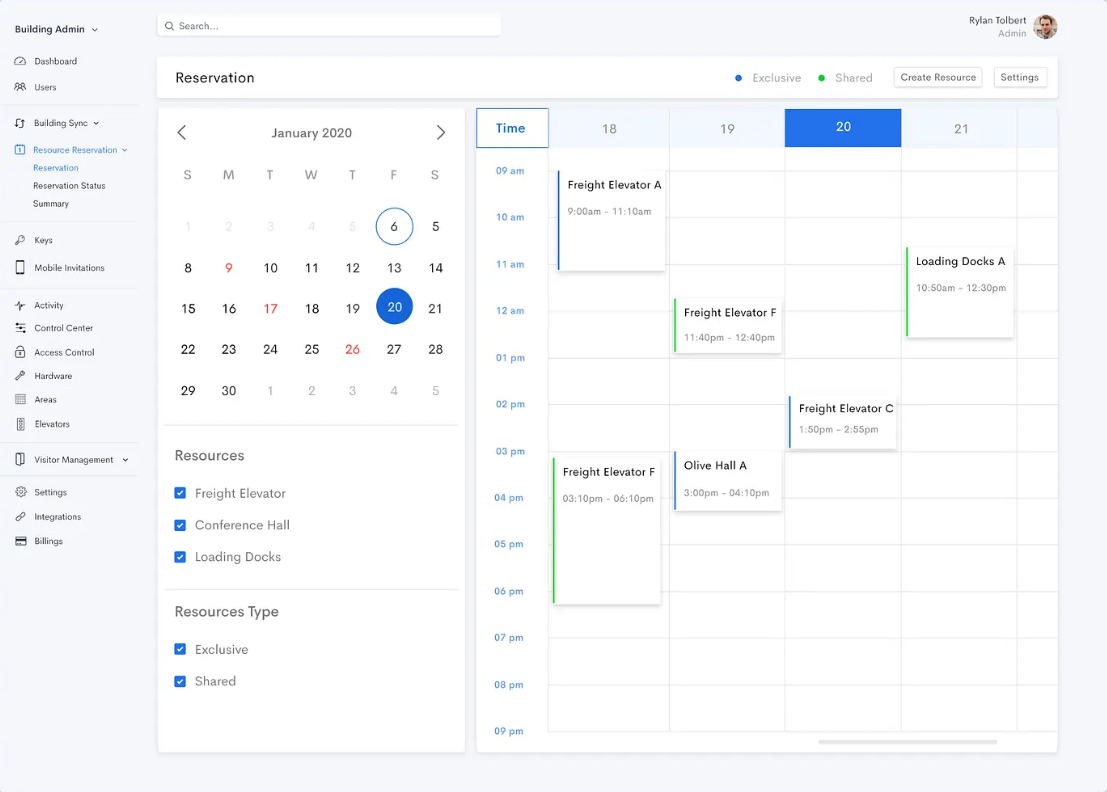 Building Admin
Search...
Rylan Tolbert
Admin
Dashboard
Users
Building Sync
Resource Reservation
Reservation
Reservation Status
Summary
Keys
Mobile Invitations
Activity
Control Center
Access Control
Hardware
Areas
Elevators
Visitor Management
Settings
Integrations
Billings
Reservation
Exclusive
Shared
Create Resource
Settings
January 2020
S M T W T F S
1 2 3 4 5 6 5
8 9 10 11 12 13 14
15 16 17 18 19 20 21
22 23 24 25 26 27 28
29 30 1 2 3 4 5
Resources
Freight Elevator
Conference Hall
Loading Docks
Resources Type
Exclusive
Shared
Time 18 19 20 21
09 am
10 am
11 am
12 am
01 pm
02 pm
03 pm
04 pm
05 pm
06 pm
07 pm
08 pm
09 pm
Freight Elevator A
9:00am - 11:10am
Freight Elevator F
03:10pm - 06:10pm
Freight Elevator F
11:40pm - 12:40pm
Olive Hall A
3:00pm - 04:10pm
Freight Elevator C
1:50pm - 2:55pm
Loading Docks A
10:50am - 12:30pm